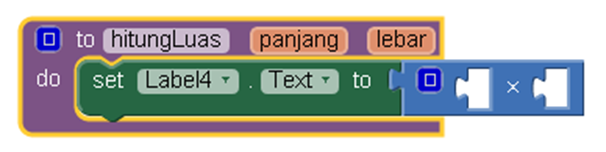 to hitungLuas panjang lebar
do set Label4 . Text to ×